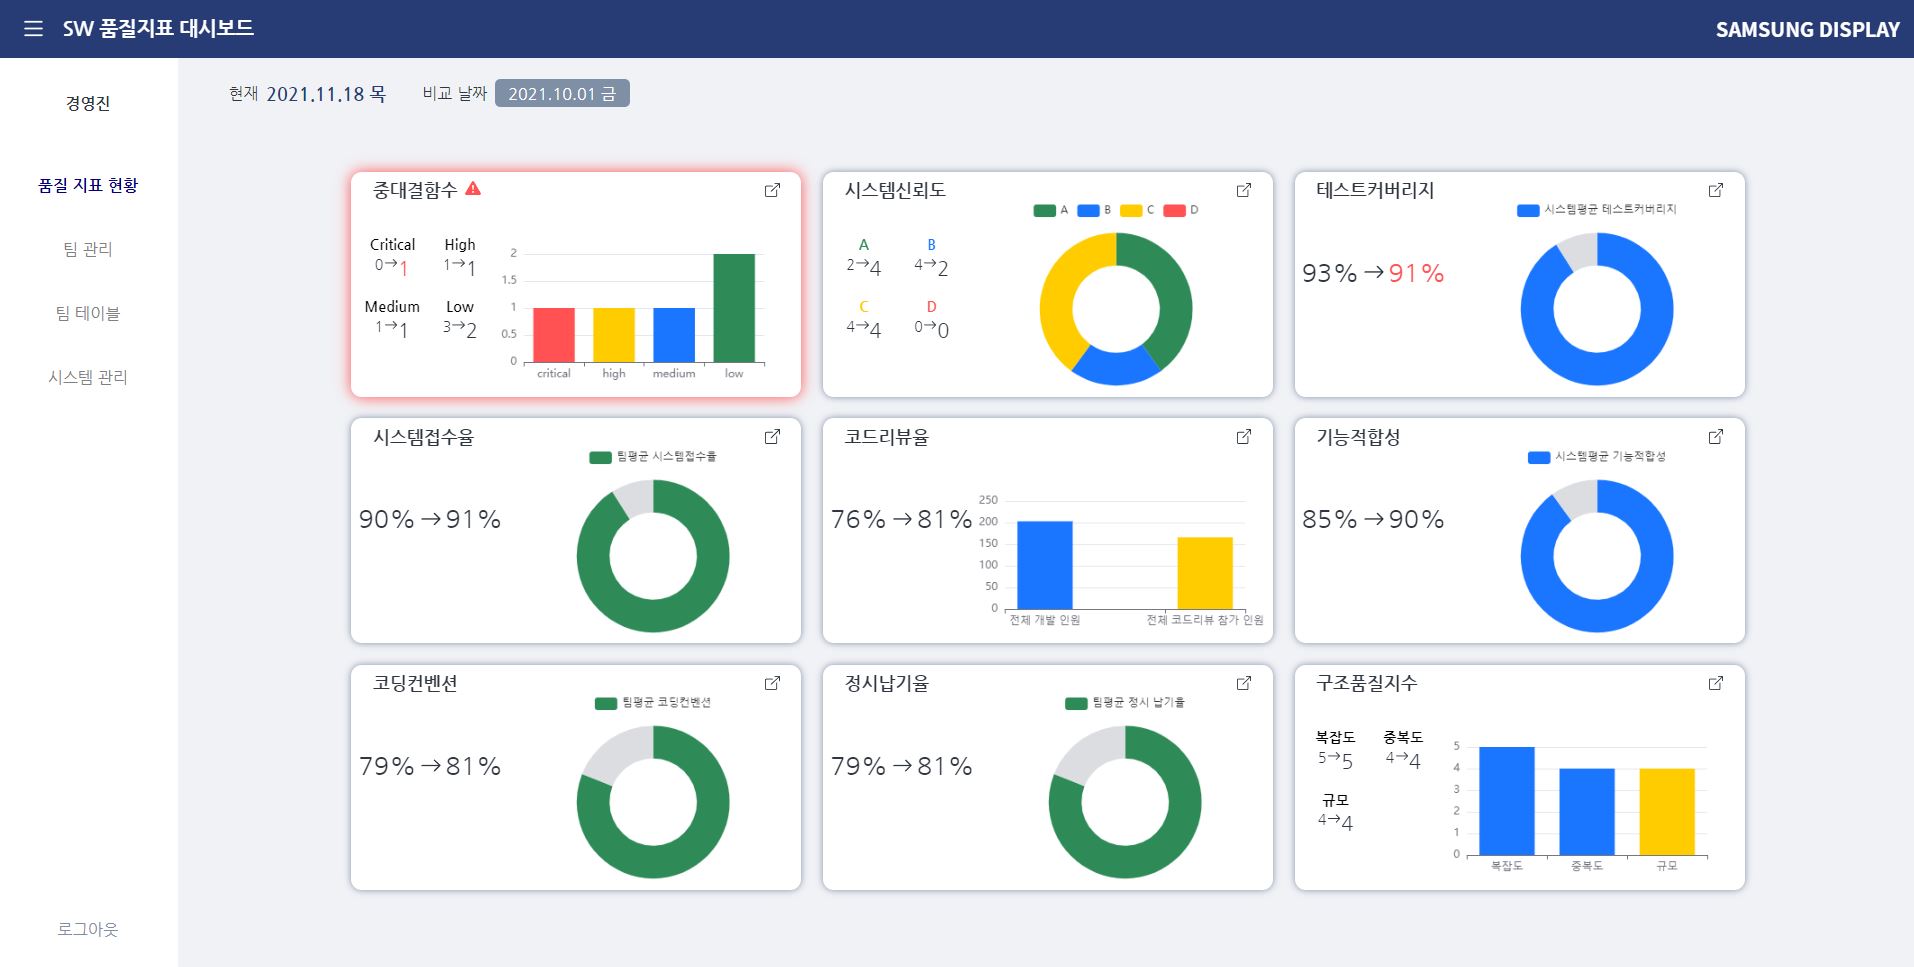 SW 품질지표 대시보드
SAMSUNG DISPLAY
경영진
품질 지표 현황
팀 관리
팀 테이블
시스템 관리
로그아웃
현재 2021.11.18 목 비교 날짜 2021.10.01 금
중대결함수
Critical High
0→1 1→1
Medium Low
1→1 3→2
2
1.5
1
0.5
0
critical high medium low
시스템신뢰도
A B C D
A B
2→4 4→2
C D
4→4 0→0
테스트커버리지
시스템평균 테스트커버리지
93% →91%
시스템접수율
팀평균 시스템접수율
90% →91%
코드리뷰율
76% →81%
250
200
150
100
50
0
전체 개발 인원 전체 코드리뷰 참가 인원
기능적합성
시스템평균 기능적합성
85% →90%
코딩컨벤션
팀평균 코딩컨벤션
79% →81%
정시납기율
팀평균 정시 납기율
79% →81%
구조품질지수
복잡도 중복도
5→5 4→4
규모
4→4
5
4
3
2
1
0
복잡도 중복도 규모